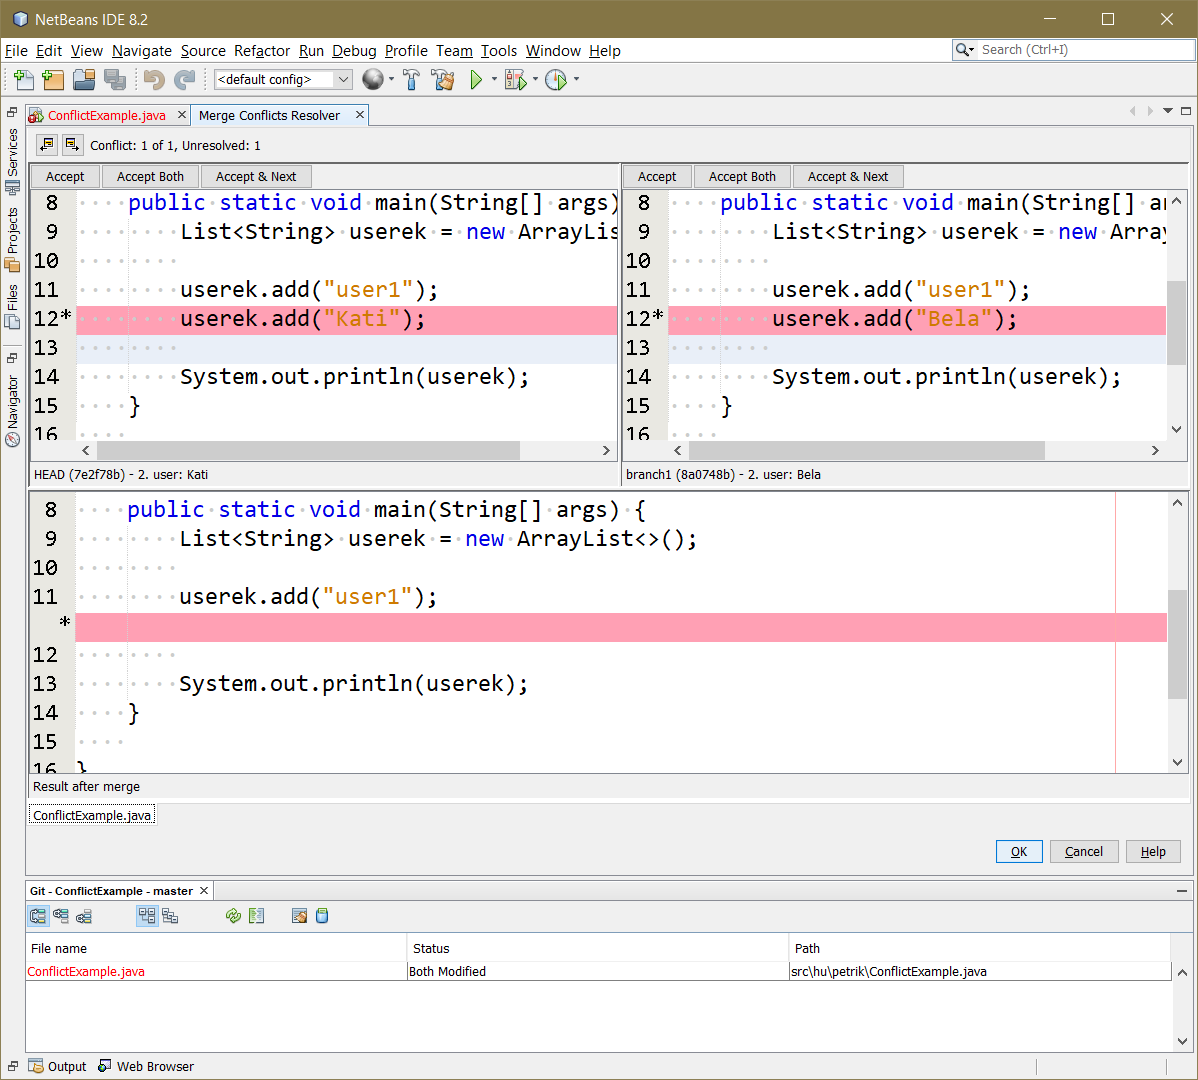 NetBeans IDE 8.2
File Edit View Navigate Source Refactor Run Debug Profile Team Tools Window Help
Search (Ctrl+I)
<default config>
ConflictExample.java
Merge Conflicts Resolver
Services
Projects
Files
Navigator
Conflict: 1 of 1, Unresolved: 1
Accept Accept Both Accept & Next
8 public static void main(String[] args)
9 List<String> userek = new ArrayLis
10
11 userek.add("user1");
12* userek.add("Kati");
13
14 System.out.println(userek);
15 }
16
HEAD (7e2f78b) - 2. user: Kati
Accept Accept Both Accept & Next
8 public static void main(String[] ar
9 List<String> userek = new Array
10
11 userek.add("user1");
12* userek.add("Bela");
13
14 System.out.println(userek);
15 }
16
branch1 (8a0748b) - 2. user: Bela
8 public static void main(String[] args) {
9 List<String> userek = new ArrayList<>();
10
11 userek.add("user1");
*
12
13 System.out.println(userek);
14 }
15
16 }
Result after merge
ConflictExample.java
OK Cancel Help
Git - ConflictExample - master
File name Status Path
ConflictExample.java Both Modified src\hu\petrik\ConflictExample.java
Output Web Browser